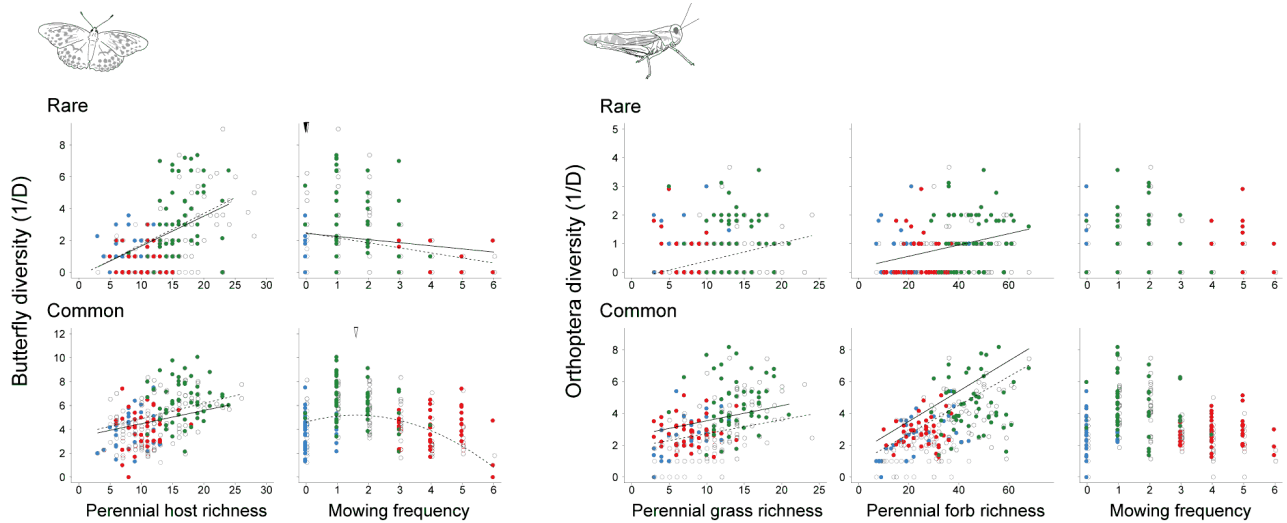 Rare
Rare
Butterfly diversity (1/D)
8
6
4
2
0
0 5 10 15 20 25 30
0 1 2 3 4 5 6
Common
12
10
8
6
4
2
0
0 5 10 15 20 25 30
Perennial host richness
0 1 2 3 4 5 6
Mowing frequency
Orthoptera diversity (1/D)
5
4
3
2
1
0
0 5 10 15 20 25
0 20 40 60
0 1 2 3 4 5 6
Common
8
6
4
2
0
0 5 10 15 20 25
Perennial grass richness
0 20 40 60
Perennial forb richness
0 1 2 3 4 5 6
Mowing frequency